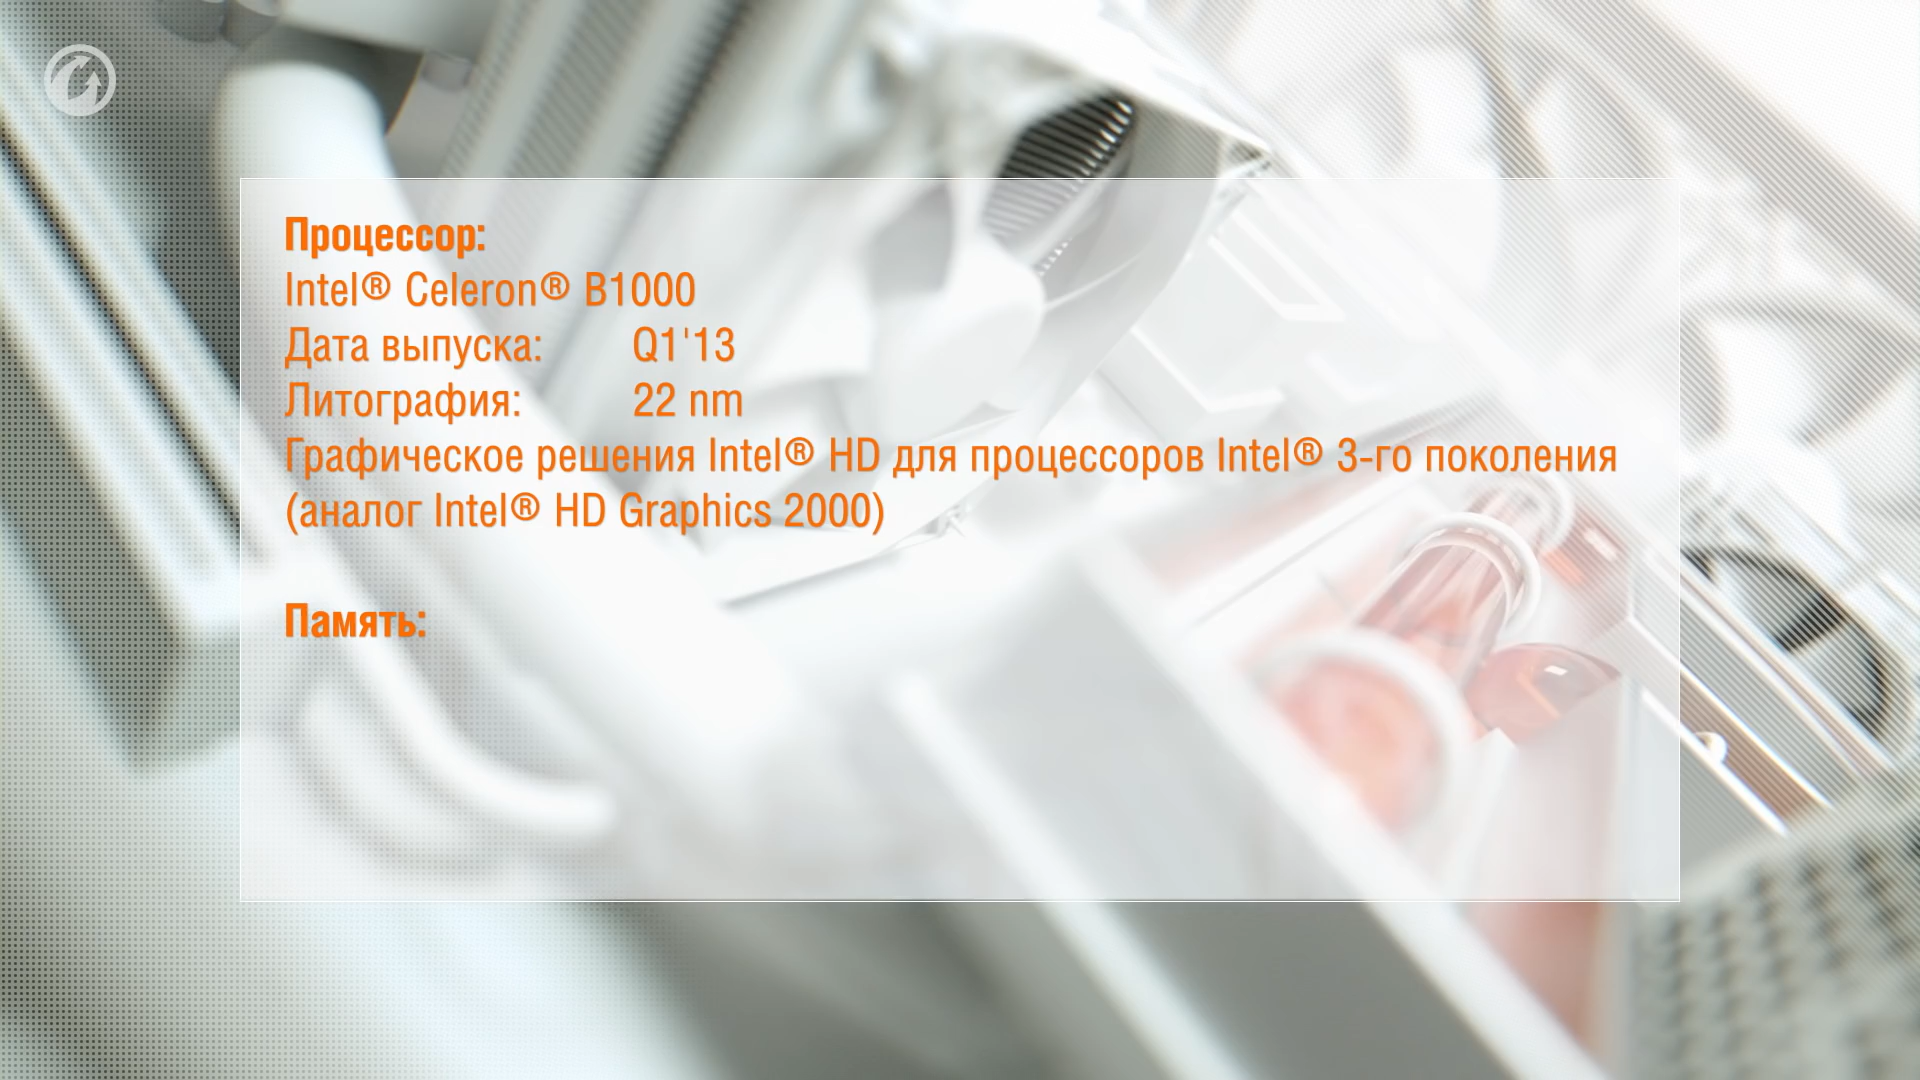 Процессор:
Intel® Celeron® B1000
Дата выпуска: Q1'13
Литография: 22 nm
Графическое решения Intel® HD для процессоров Intel® 3-го поколения
(аналог Intel® HD Graphics 2000)
Память: